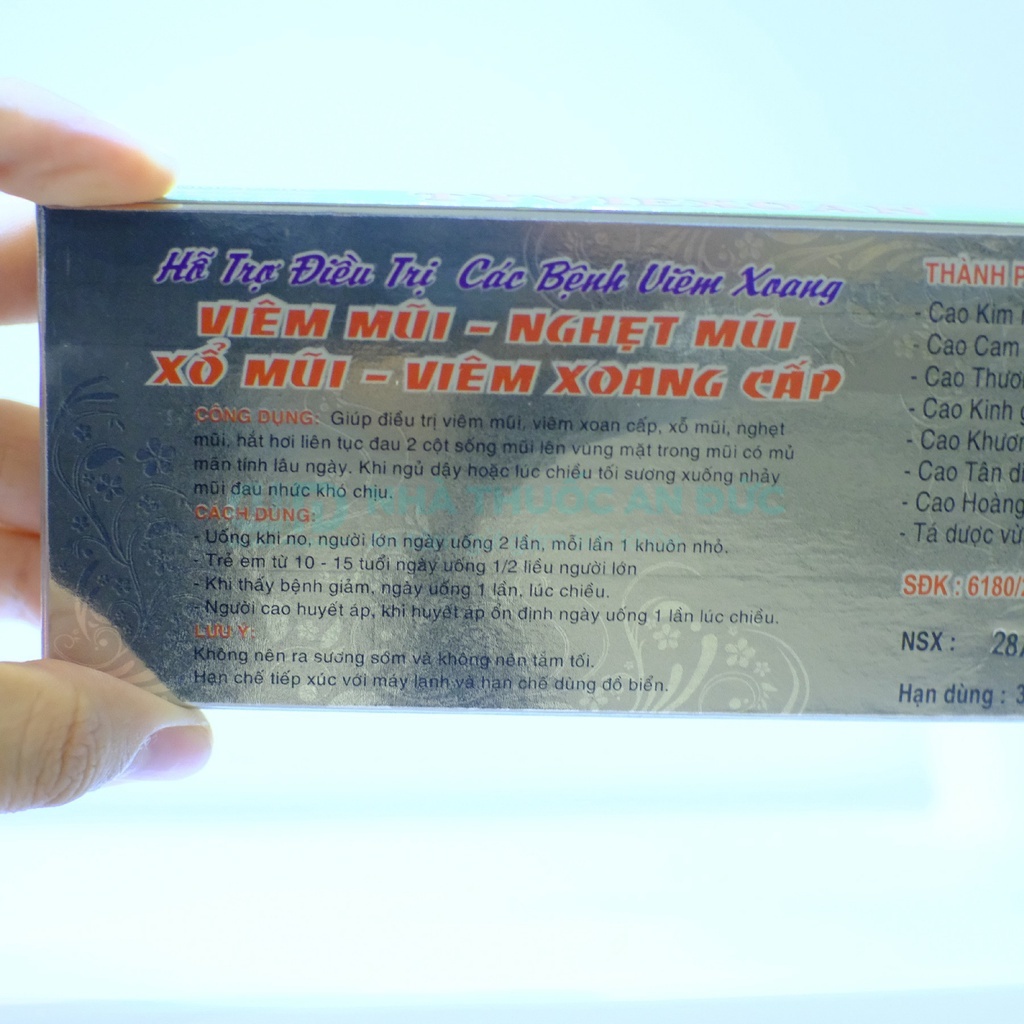 Hỗ Trợ Điều Trị Các Bệnh Viêm Xoang
VIÊM MŨI - NGHẸT MŨI
XỔ MŨI - VIÊM XOANG CẤP
CÔNG DỤNG: Giúp điều trị viêm mũi, viêm xoan cấp, xỗ mũi, nghẹt
mũi, hắt hơi liên tục đau 2 cột sống mũi lên vùng mặt trong mũi có mủ
mãn tính lâu ngày. Khi ngủ dậy hoặc lúc chiều tối sương xuống nhảy
mũi đau nhức khó chịu.
NHÀ THUỐC AN ĐỨC
CÁCH DÙNG:
- Uống khi no, người lớn ngày uống 2 lần, mỗi lần 1 khuôn nhỏ.
- Trẻ em từ 10 - 15 tuổi ngày uống 1/2 liều người lớn
- Khi thấy bệnh giảm, ngày uống 1 lần, lúc chiều.
- Người cao huyết áp, khi huyết áp ổn định ngày uống 1 lần lúc chiều.
LƯU Ý:
Không nên ra sương sớm và không nên tắm tối.
Hạn chế tiếp xúc với máy lạnh và hạn chế dùng đồ biển.
THÀNH
- Cao Kim
- Cao Cam
- Cao
- Cao Kinh
- Cao
- Cao Tân
- Cao Hoàng
- Tá dược
SĐK : 6180/
NSX : 28
Hạn dùng : 3